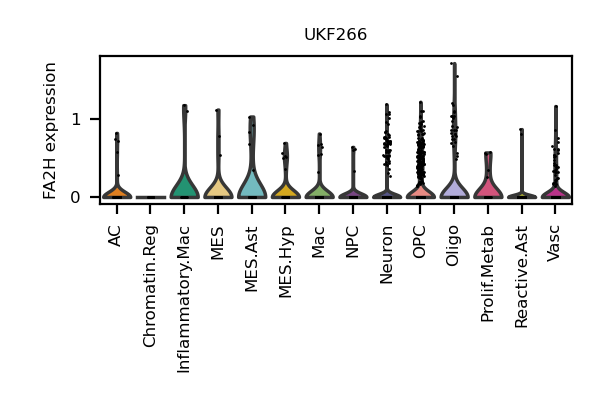 UKF266
FA2H expression
1
0
AC
Chromatin.Reg
Inflammatory.Mac
MES
MES.Ast
MES.Hyp
Mac
NPC
Neuron
OPC
Oligo
Prolif.Metab
Reactive.Ast
Vasc